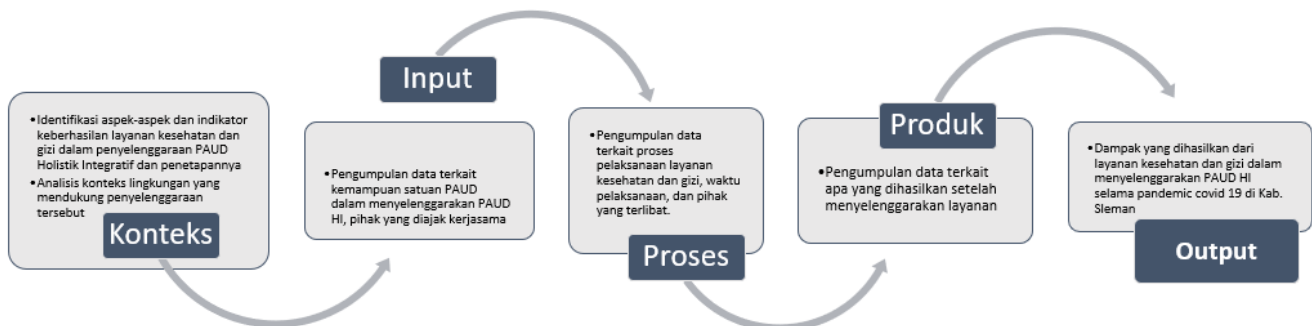 •Identifikasi aspek-aspek dan indikator
keberhasilan layanan kesehatan dan
gizi dalam penyelenggaraan PAUD
Holistik Integratif dan penetapannya
•Analisis konteks lingkungan yang
mendukung penyelenggaraan
tersebut
Konteks
Input
•Pengumpulan data terkait
kemampuan satuan PAUD
dalam menyelenggarakan PAUD
HI, pihak yang diajak kerjasama
•Pengumpulan data
terkait proses
pelaksanaan layanan
kesehatan dan gizi, waktu
pelaksanaan, dan pihak
yang terlibat.
Proses
Produk
•Pengumpulan data terkait
apa yang dihasilkan setelah
menyelenggarakan layanan
•Dampak yang dihasilkan dari
layanan kesehatan dan gizi dalam
menyelenggarakan PAUD HI
selama pandemic covid 19 di Kab.
Sleman
Output